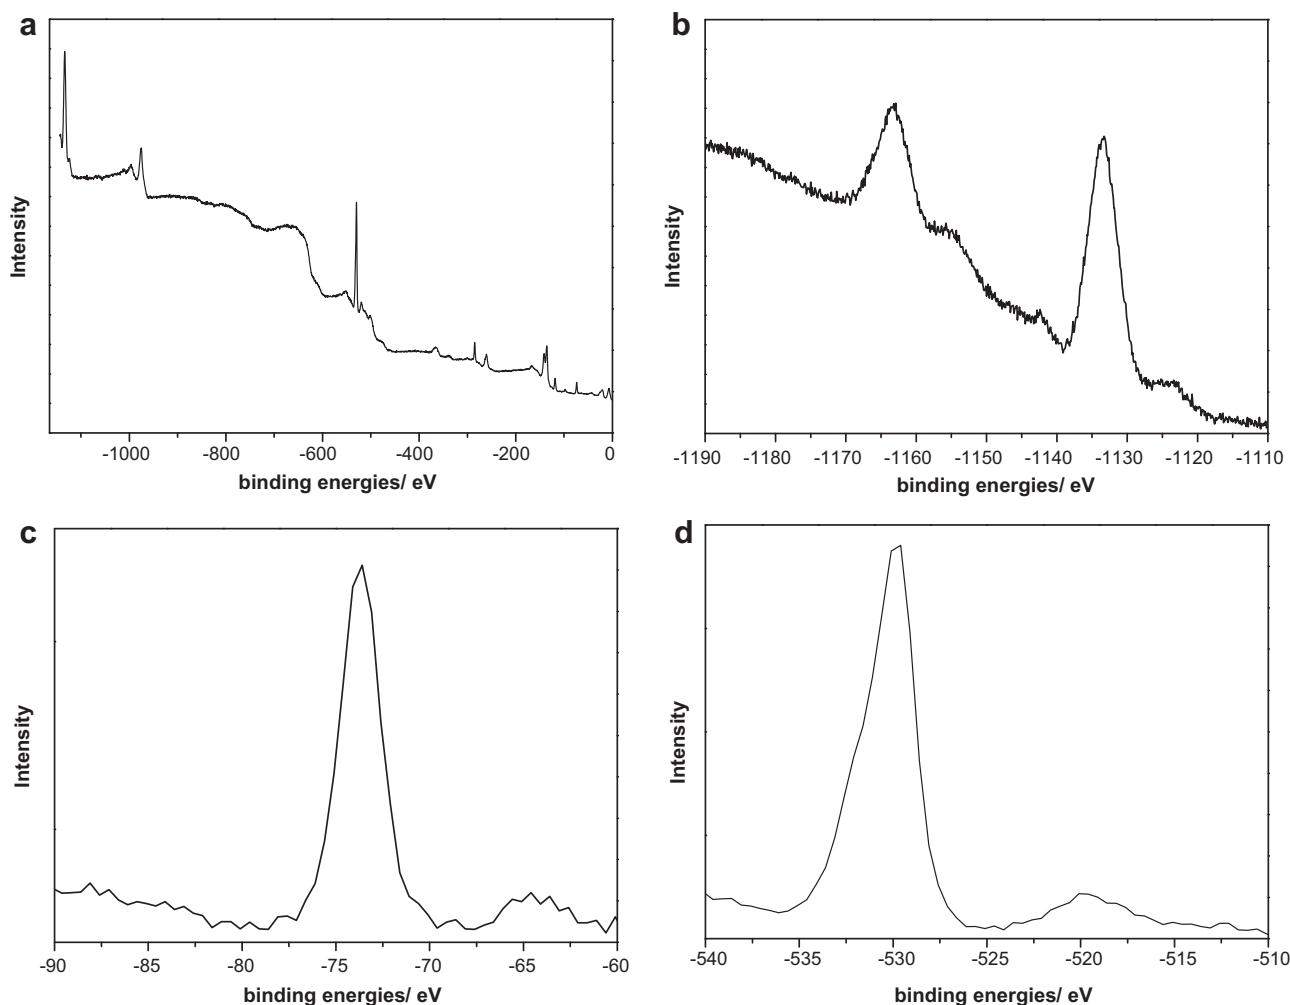 a
Intensity
-1000 -800 -600 -400 -200 0
binding energies/ eV
b
Intensity
-1190 -1180 -1170 -1160 -1150 -1140 -1130 -1120 -1110
binding energies/ eV
c
Intensity
-90 -85 -80 -75 -70 -65 -60
binding energies/ eV
d
Intensity
-540 -535 -530 -525 -520 -515 -510
binding energies/ eV